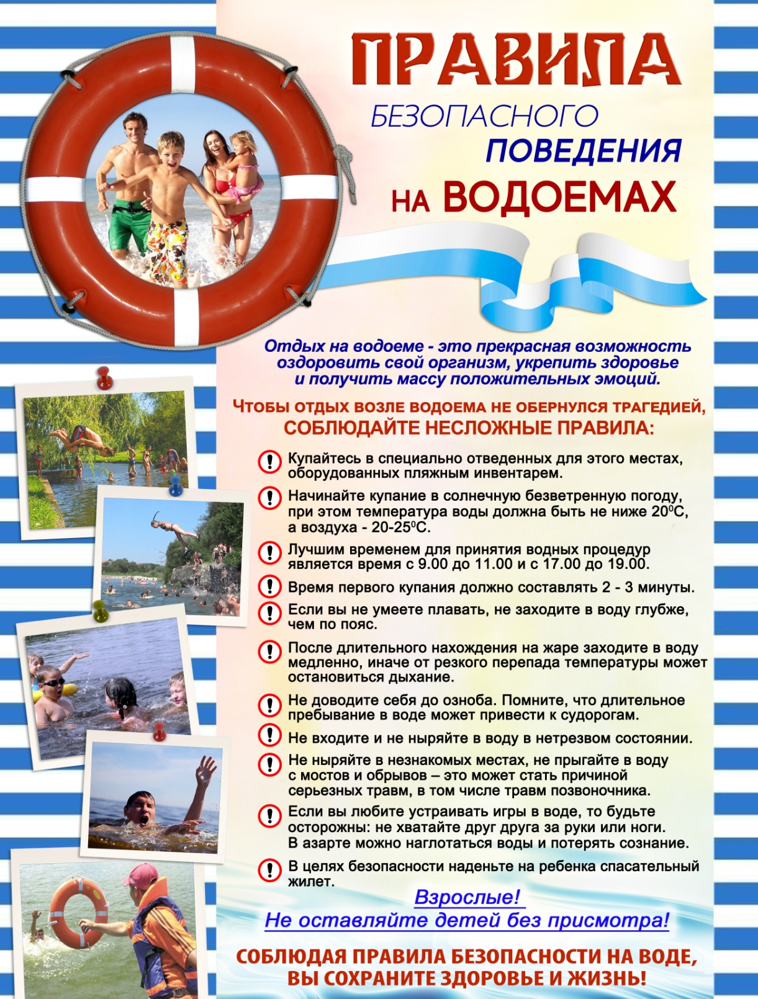 ПРАВИЛА
БЕЗОПАСНОГО
ПОВЕДЕНИЯ
НА ВОДОЕМАХ
Отдых на водоеме - это прекрасная возможность
оздоровить свой организм, укрепить здоровье
и получить массу положительных эмоций.
Чтобы отдых возле водоема не обернулся трагедией,
СОБЛЮДАЙТЕ НЕСЛОЖНЫЕ ПРАВИЛА:
Купайтесь в специально отведенных для этого местах,
оборудованных пляжным инвентарем.
Начинайте купание в солнечную безветренную погоду,
при этом температура воды должна быть не ниже 20⁰С,
а воздуха - 20-25⁰С.
Лучшим временем для принятия водных процедур
является время с 9.00 до 11.00 и с 17.00 до 19.00.
Время первого купания должно составлять 2 - 3 минуты.
Если вы не умеете плавать, не заходите в воду глубже,
чем по пояс.
После длительного нахождения на жаре заходите в воду
медленно, иначе от резкого перепада температуры может
остановиться дыхание.
Не доводите себя до озноба. Помните, что длительное
пребывание в воде может привести к судорогам.
Не входите и не ныряйте в воду в нетрезвом состоянии.
Не ныряйте в незнакомых местах, не прыгайте в воду
с мостов и обрывов – это может стать причиной
серьезных травм, в том числе травм позвоночника.
Если вы любите устраивать игры в воде, то будьте
осторожны: не хватайте друг друга за руки или ноги.
В азарте можно наглотаться воды и потерять сознание.
В целях безопасности наденьте на ребенка спасательный
жилет.
Взрослые!
Не оставляйте детей без присмотра!
СОБЛЮДАЯ ПРАВИЛА БЕЗОПАСНОСТИ НА ВОДЕ,
ВЫ СОХРАНИТЕ ЗДОРОВЬЕ И ЖИЗНЬ!